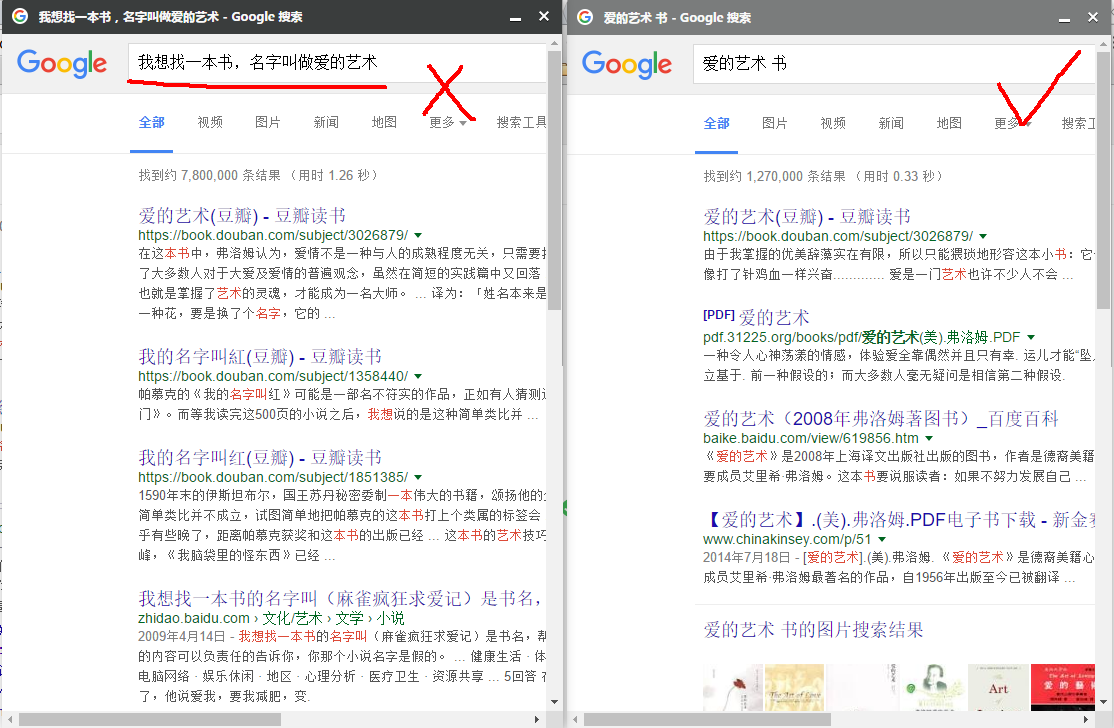 我想找一本书，名字叫做爱的艺术 - Google 搜索
Google
我想找一本书，名字叫做爱的艺术
全部 视频 图片 新闻 地图 更多 搜索工具
找到约 7,800,000 条结果 （用时 1.26 秒）
爱的艺术(豆瓣) - 豆瓣读书
https://book.douban.com/subject/3026879/
在这本书中，弗洛姆认为，爱情不是一种与人的成熟程度无关，只需要投
了大多数人对于大爱及爱情的普遍观念，虽然在简短的实践篇中又回落
也就是掌握了艺术的灵魂，才能成为一名大师。 ... 译为：「姓名本来是
一种花，要是换了个名字，它的 ...
我的名字叫紅(豆瓣) - 豆瓣读书
https://book.douban.com/subject/1358440/
帕慕克的《我的名字叫红》可能是一部名不符实的作品，正如有人猜测过
门》。而等我读完这500页的小说之后，我想说的是这种简单类比并 ...
我的名字叫红(豆瓣) - 豆瓣读书
https://book.douban.com/subject/1851385/
1590年末的伊斯坦布尔，国王苏丹秘密委制一本伟大的书籍，颂扬他的
简单类比并不成立，试图简单地把帕慕克的这本书打上个类属的标签会
乎有些晚了，距离帕慕克获奖和这本书的出版已经 ... 这本书的艺术技巧
峰，《我脑袋里的怪东西》已经 ...
我想找一本书的名字叫（麻雀疯狂求爱记）是书名，
zhidao.baidu.com › 文化/艺术 › 文学 › 小说
2009年4月14日 - 我想找一本书的名字叫（麻雀疯狂求爱记）是书名，帮
的内容可以负责任的告诉你，你那个小说名字是假的。 ... 健康生活 · 体
电脑网络 · 娱乐休闲 · 地区 · 心理分析 · 医疗卫生 · 资源共享 ... 5回答
了，他说爱我，要我减肥，变.
爱的艺术 书 - Google 搜索
Google
爱的艺术 书
全部 图片 视频 新闻 地图 更多 搜索工
找到约 1,270,000 条结果 （用时 0.33 秒）
爱的艺术(豆瓣) - 豆瓣读书
https://book.douban.com/subject/3026879/
由于我掌握的优美辞藻实在有限，所以只能猥琐地形容这本小书：它
像打了针鸡血一样兴奋............. 爱是一门艺术也许不少人不会 ...
[PDF] 爱的艺术
pdf.31225.org/books/pdf/爱的艺术(美).弗洛姆.PDF
一种令人心神荡漾的情感，体验爱全靠偶然并且只有幸. 运儿才能“坠
立基于. 前一种假设的；而大多数人毫无疑问是相信第二种假设.
爱的艺术（2008年弗洛姆著图书）_百度百科
baike.baidu.com/view/619856.htm
《爱的艺术》是2008年上海译文出版社出版的图书，作者是德裔美籍
要成员艾里希·弗洛姆。这本书要说服读者：如果不努力发展自己 ...
【爱的艺术】.(美).弗洛姆.PDF电子书下载 - 新金赛
www.chinakinsey.com/p/51
2014年7月18日 - [爱的艺术].(美).弗洛姆. 《爱的艺术》是德裔美籍心
成员艾里希·弗洛姆最著名的作品，自1956年出版至今已被翻译 ...
爱的艺术 书的图片搜索结果
The Art of Love
Art
The Art of Loving
爱的藝術